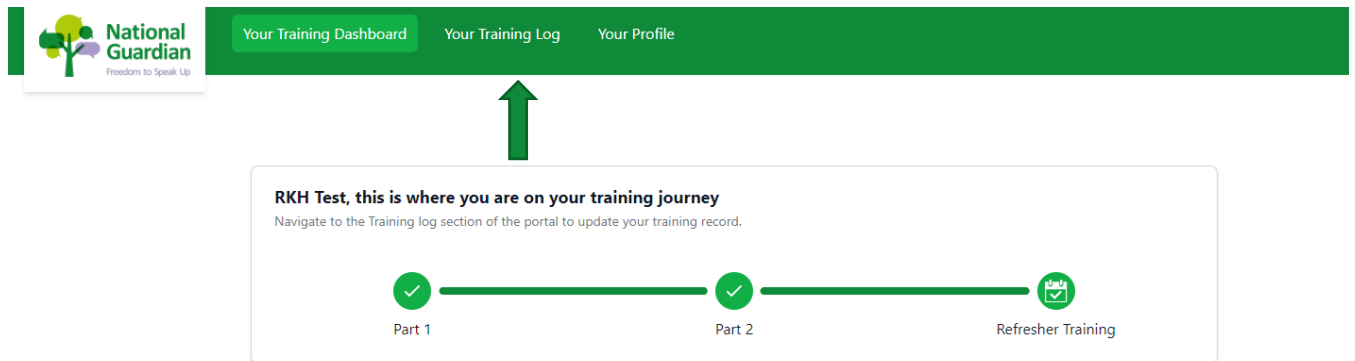 National
Guardian
Freedom to Speak Up
Your Training Dashboard
Your Training Log
Your Profile
RKH Test, this is where you are on your training journey
Navigate to the Training log section of the portal to update your training record.
Part 1
Part 2
Refresher Training